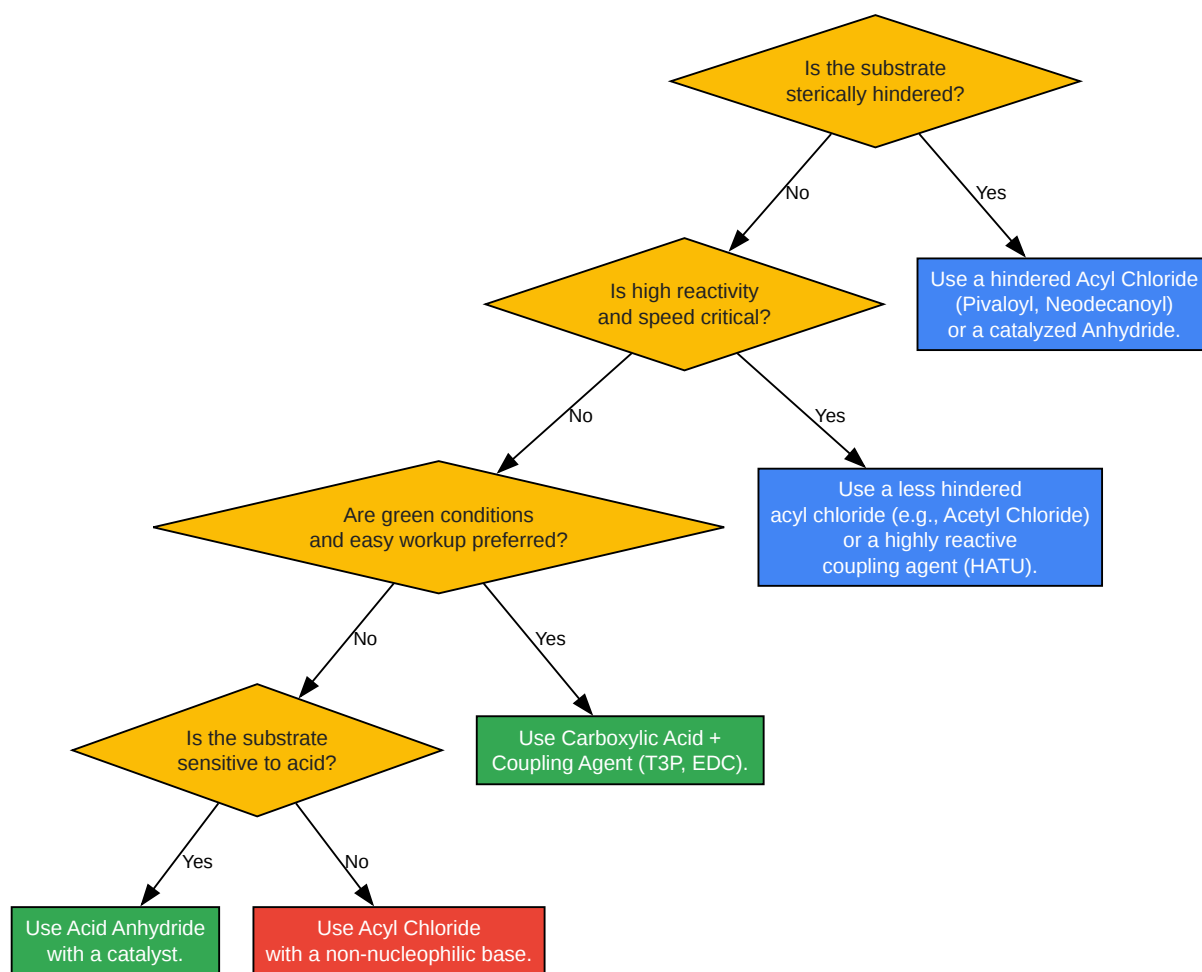 Is the substrate
sterically hindered?
No
Yes
Is high reactivity
and speed critical?
Use a hindered Acyl Chloride
(Pivaloyl, Neodecanoyl)
or a catalyzed Anhydride.
No
Yes
Are green conditions
and easy workup preferred?
Use a less hindered
acyl chloride (e.g., Acetyl Chloride)
or a highly reactive
coupling agent (HATU).
No
Yes
Is the substrate
sensitive to acid?
Use Carboxylic Acid +
Coupling Agent (T3P, EDC).
Yes
No
Use Acid Anhydride
with a catalyst.
Use Acyl Chloride
with a non-nucleophilic base.